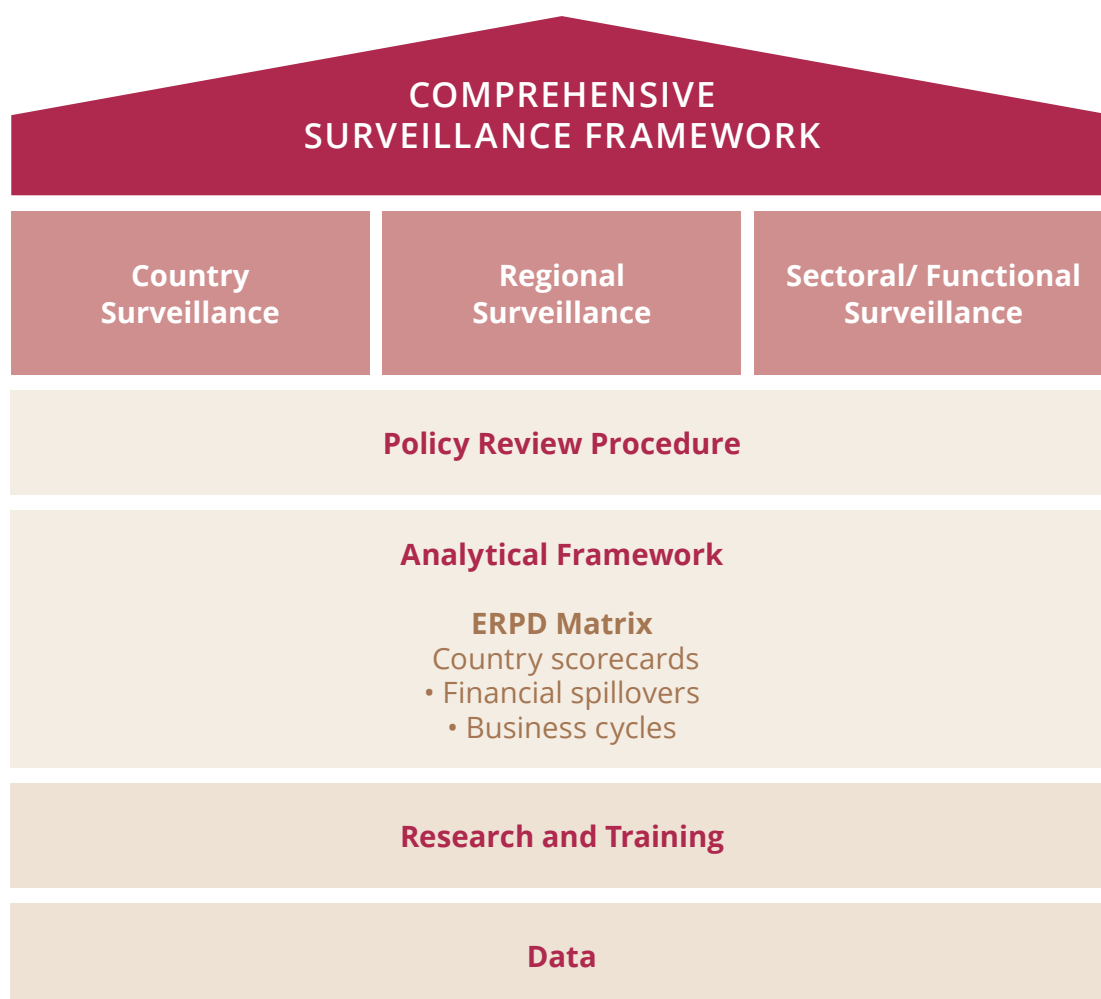 COMPREHENSIVE
SURVEILLANCE FRAMEWORK
Country
Surveillance
Regional
Surveillance
Sectoral/ Functional
Surveillance
Policy Review Procedure
Analytical Framework
ERPD Matrix
Country scorecards
• Financial spillovers
• Business cycles
Research and Training
Data